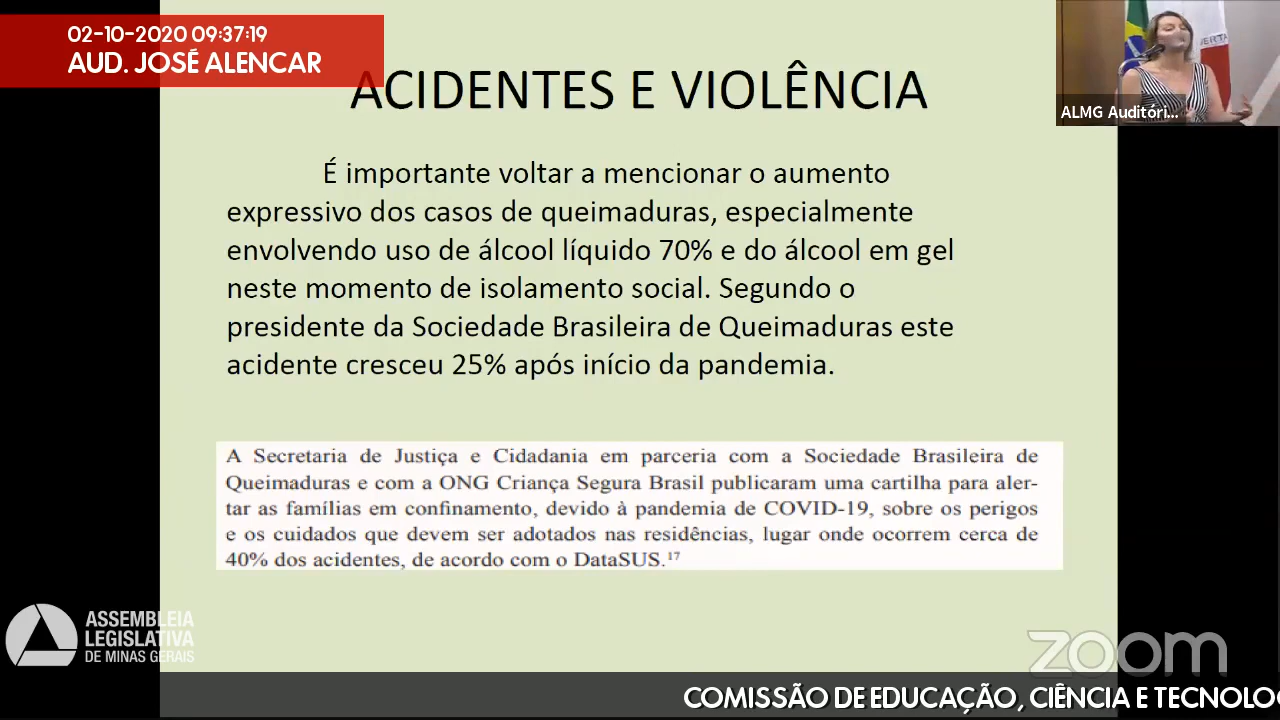 02-10-2020 09:37:19
AUD. JOSÉ ALENCAR
ACIDENTES E VIOLÊNCIA
ALMG Auditóri...
É importante voltar a mencionar o aumento
expressivo dos casos de queimaduras, especialmente
envolvendo uso de álcool líquido 70% e do álcool em gel
neste momento de isolamento social. Segundo o
presidente da Sociedade Brasileira de Queimaduras este
acidente cresceu 25% após início da pandemia.
A Secretaria de Justiça e Cidadania em parceria com a Sociedade Brasileira de
Queimaduras e com a ONG Criança Segura Brasil publicaram uma cartilha para aler-
tar as famílias em confinamento, devido à pandemia de COVID-19, sobre os perigos
e os cuidados que devem ser adotados nas residências, lugar onde ocorrem cerca de
40% dos acidentes, de acordo com o DataSUS.¹⁷
ASSEMBLEIA
LEGISLATIVA
DE MINAS GERAIS
zoom
COMISSÃO DE EDUCAÇÃO, CIÊNCIA E TECNOLO